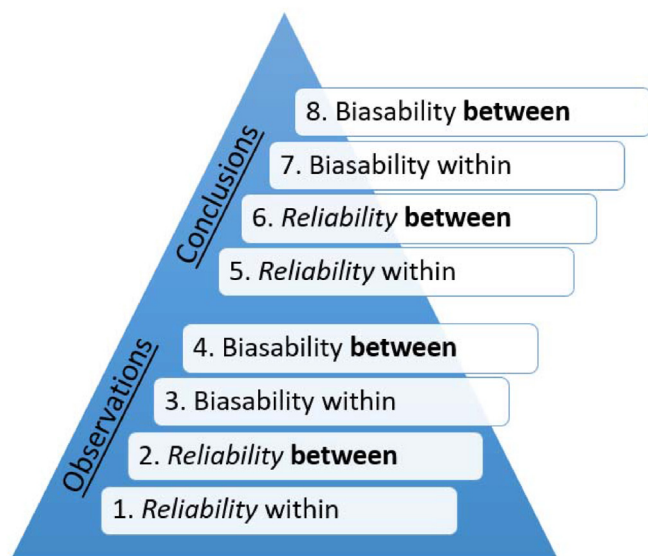 Conclusions
8. Biasability between
7. Biasability within
6. Reliability between
5. Reliability within
Observations
4. Biasability between
3. Biasability within
2. Reliability between
1. Reliability within